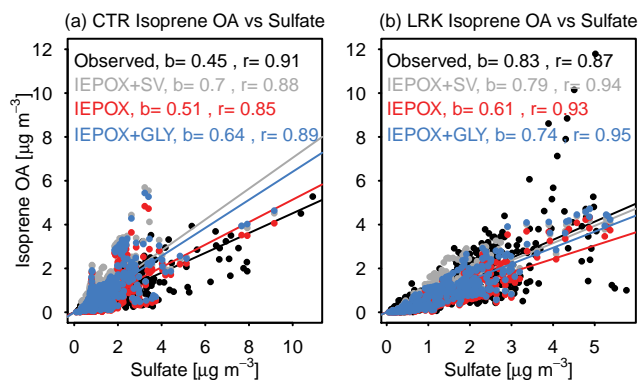 (a) CTR Isoprene OA vs Sulfate
Observed, b= 0.45 , r= 0.91
IEPOX+SV, b= 0.7 , r= 0.88
IEPOX, b= 0.51 , r= 0.85
IEPOX+GLY, b= 0.64 , r= 0.89
Isoprene OA [µg m−3]
12
10
8
6
4
2
0
0 2 4 6 8 10
Sulfate [µg m−3]
(b) LRK Isoprene OA vs Sulfate
Observed, b= 0.83 , r= 0.87
IEPOX+SV, b= 0.79 , r= 0.94
IEPOX, b= 0.61 , r= 0.93
IEPOX+GLY, b= 0.74 , r= 0.95
12
10
8
6
4
2
0
0 1 2 3 4 5
Sulfate [µg m−3]